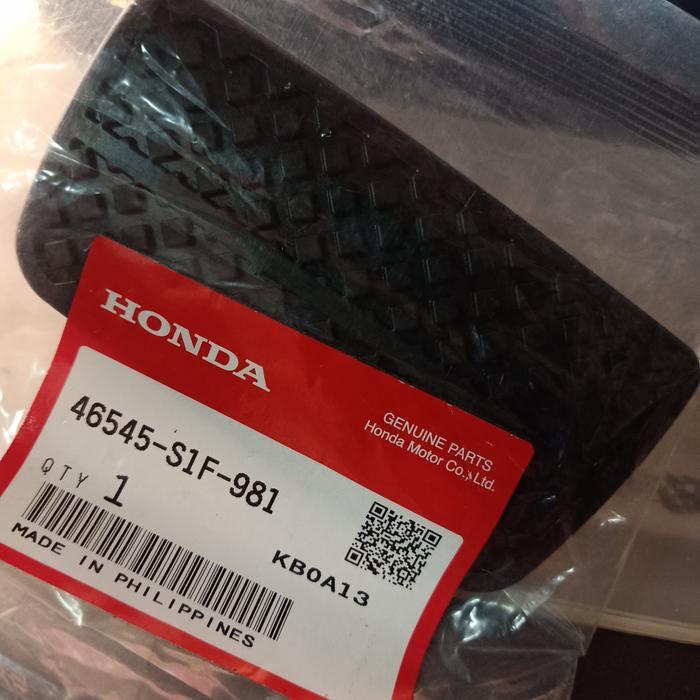 HONDA
GENUINE PARTS
Honda Motor Co., Ltd.
46545-S1F-981
QTY 1
KB0A13
MADE IN PHILIPPINES